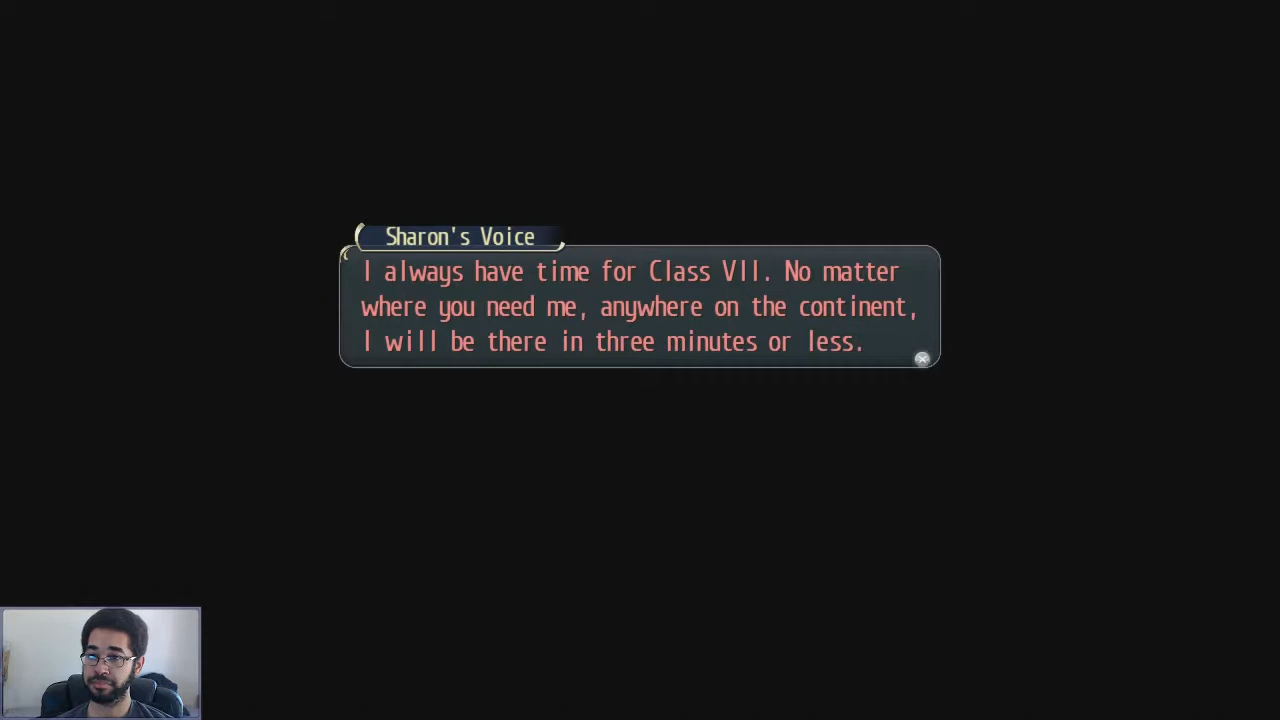 Sharon's Voice
I always have time for Class VII. No matter
where you need me, anywhere on the continent,
I will be there in three minutes or less.